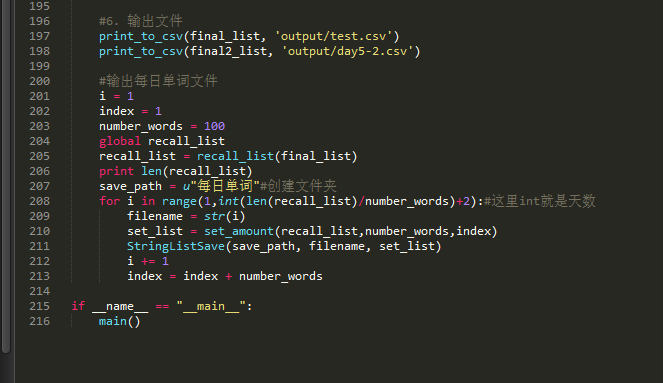 195
196 #6. 输出文件
197 print_to_csv(final_list, 'output/test.csv')
198 print_to_csv(final2_list, 'output/day5-2.csv')
199
200 #输出每日单词文件
201 i = 1
202 index = 1
203 number_words = 100
204 global recall_list
205 recall_list = recall_list(final_list)
206 print len(recall_list)
207 save_path = u"每日单词"#创建文件夹
208 for i in range(1,int(len(recall_list)/number_words)+2):#这里int就是天数
209 filename = str(i)
210 set_list = set_amount(recall_list,number_words,index)
211 StringListSave(save_path, filename, set_list)
212 i += 1
213 index = index + number_words
214
215 if __name__ == "__main__":
216 main()